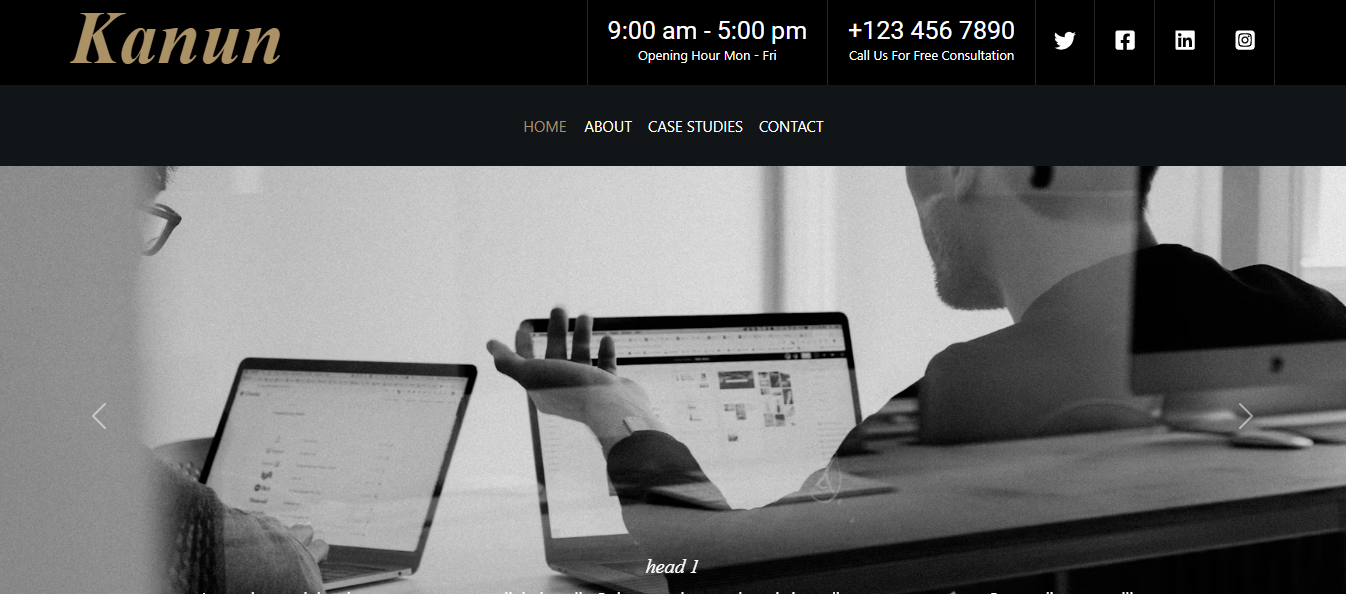 Kanun
9:00 am - 5:00 pm
Opening Hour Mon - Fri
+123 456 7890
Call Us For Free Consultation
HOME ABOUT CASE STUDIES CONTACT
head 1